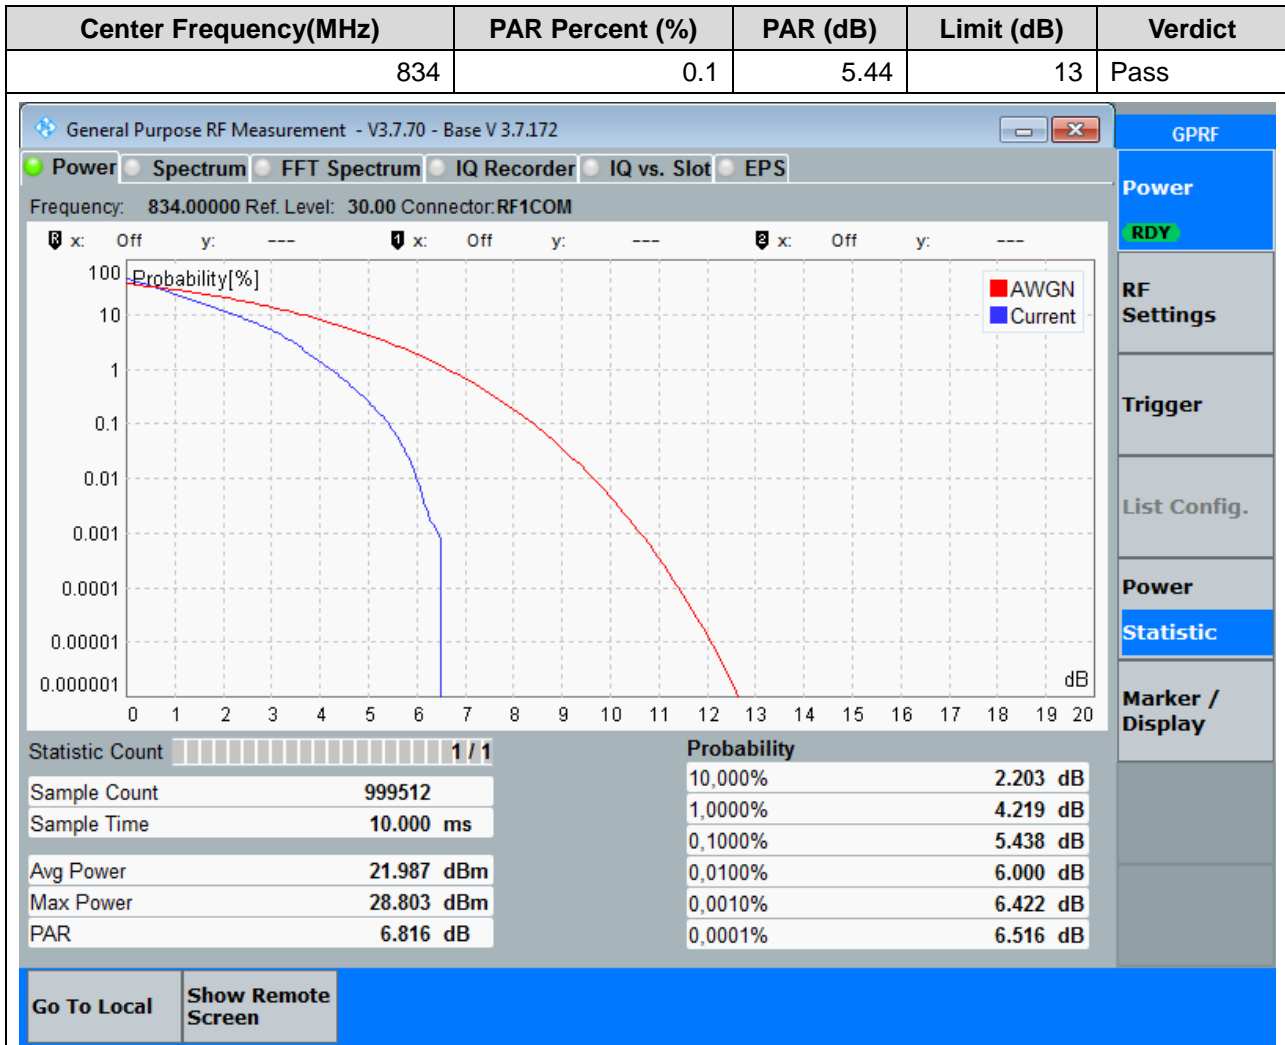 Center Frequency(MHz) PAR Percent (%) PAR (dB) Limit (dB) Verdict
834 0.1 5.44 13 Pass
General Purpose RF Measurement - V3.7.70 - Base V 3.7.172
GPRF
Power Spectrum FFT Spectrum IQ Recorder IQ vs. Slot EPS
Power
RDY
Frequency: 834.00000 Ref. Level: 30.00 Connector: RF1COM
R x: Off y: --- 1 x: Off y: --- 2 x: Off y: ---
100 Probability[%]
10
1
0.1
0.01
0.001
0.0001
0.00001
0.000001
AWGN
Current
dB
0 1 2 3 4 5 6 7 8 9 10 11 12 13 14 15 16 17 18 19 20
RF
Settings
Trigger
List Config.
Power
Statistic
Marker /
Display
Statistic Count 1 / 1
Sample Count 999512
Sample Time 10.000 ms
Avg Power 21.987 dBm
Max Power 28.803 dBm
PAR 6.816 dB
Probability
10,000% 2.203 dB
1,0000% 4.219 dB
0,1000% 5.438 dB
0,0100% 6.000 dB
0,0010% 6.422 dB
0,0001% 6.516 dB
Go To Local
Show Remote
Screen